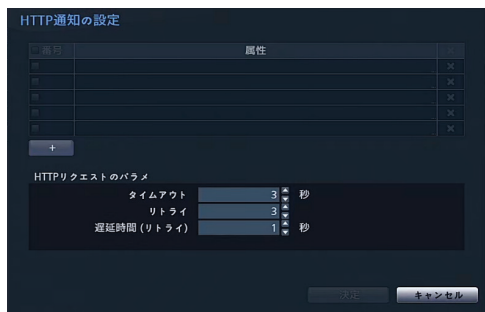 HTTP通知の設定
番号 属性
+
HTTPリクエストのパラメ
タイムアウト 3 秒
リトライ 3
遅延時間 (リトライ) 1 秒
決定 キャンセル